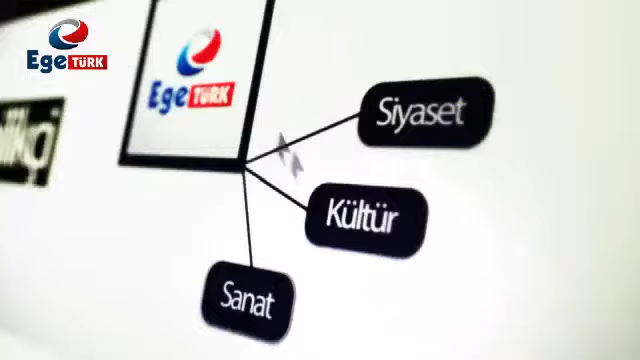 Ege TÜRK
Ege TÜRK
Siyaset
Kültür
Sanat